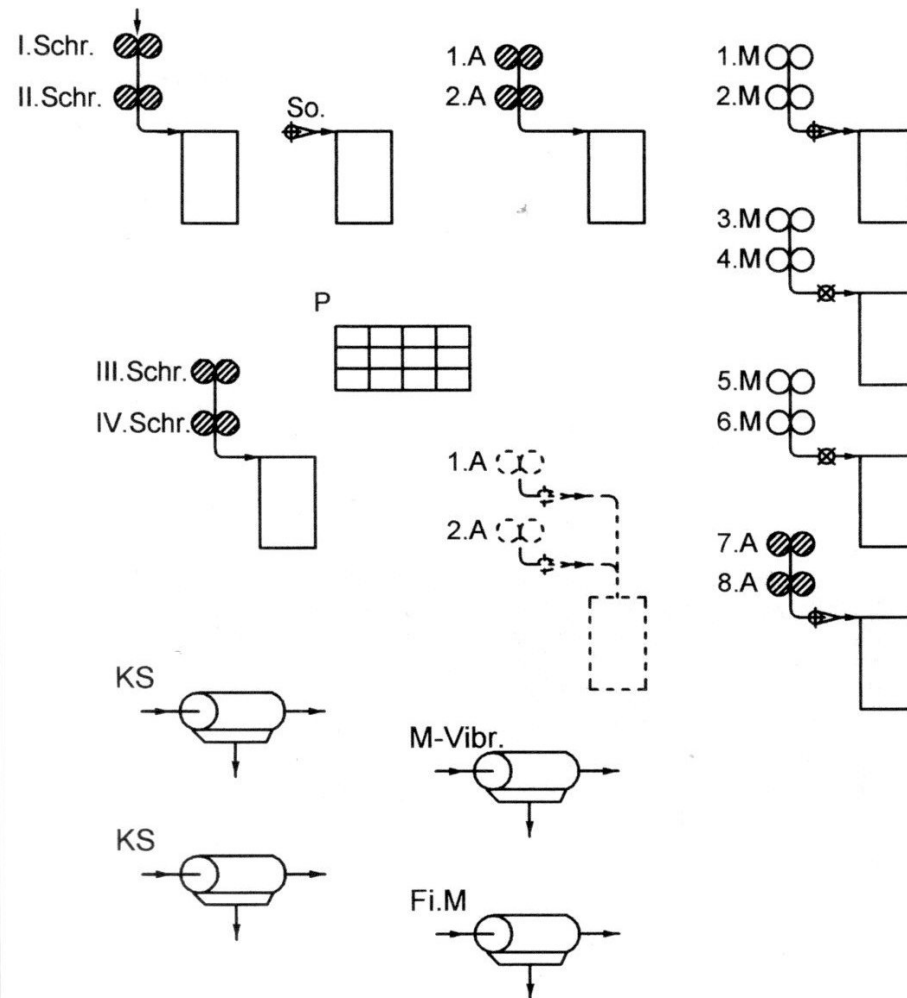 I.Schr.
II.Schr.
So.
1.A
2.A
1.M
2.M
3.M
4.M
P
III.Schr.
IV.Schr.
5.M
6.M
1.A
2.A
7.A
8.A
KS
M-Vibr.
KS
Fi.M